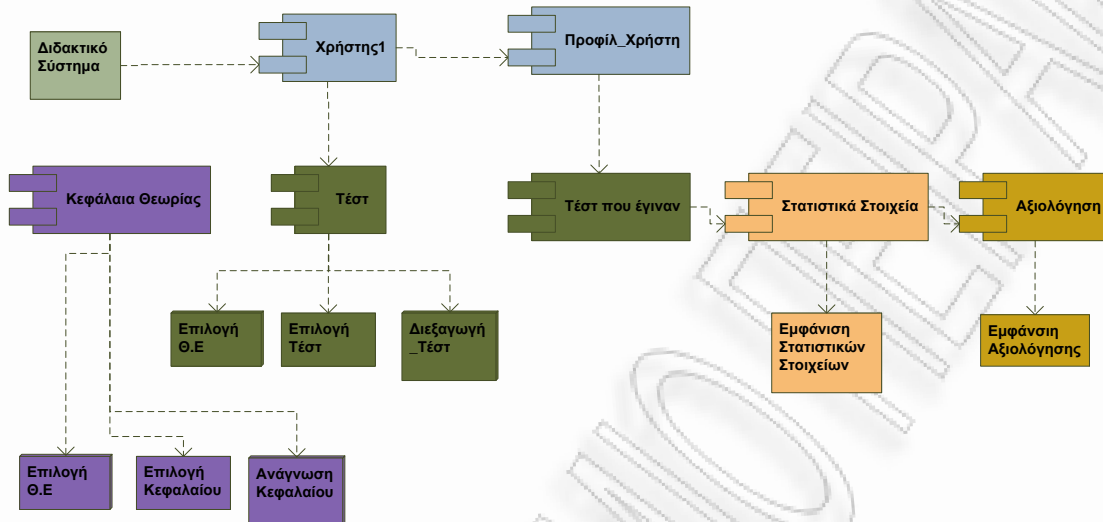 Διδακτικό
Σύστημα
Χρήστης1
Προφίλ_Χρήστη
Κεφάλαια Θεωρίας
Τέστ
Τέστ που έγιναν
Στατιστικά Στοιχεία
Αξιολόγηση
Επιλογή
Θ.Ε
Επιλογή
Τέστ
Διεξαγωγή
_Τέστ
Εμφάνιση
Στατιστικών
Στοιχείων
Εμφάνσιη
Αξιολόγησης
Επιλογή
Θ.Ε
Επιλογή
Κεφαλαίου
Ανάγνωση
Κεφαλαίου